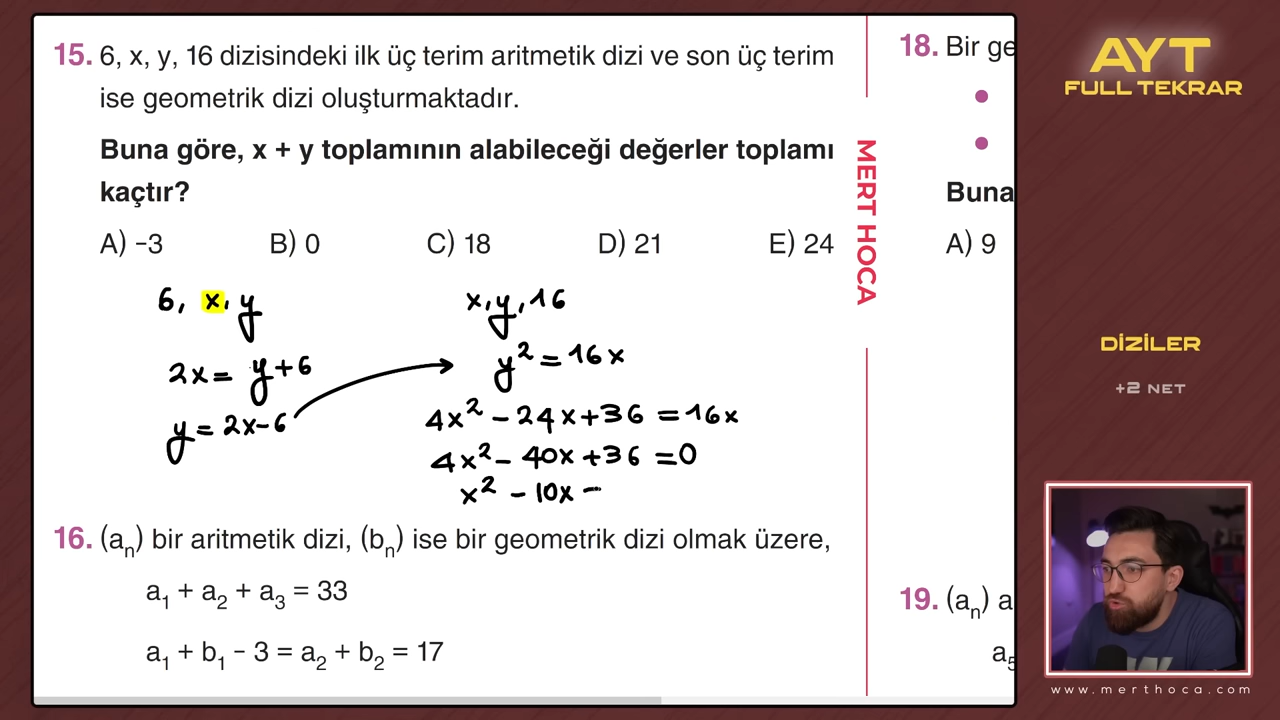 15. 6, x, y, 16 dizisindeki ilk üç terim aritmetik dizi ve son üç terim
ise geometrik dizi oluşturmaktadır.
Buna göre, x + y toplamının alabileceği değerler toplamı
kaçtır?
A) −3 B) 0 C) 18 D) 21 E) 24
6, x, y
2x = y+6
y = 2x-6
x, y, 16
y² = 16x
4x² - 24x + 36 = 16x
4x² - 40x + 36 = 0
x² - 10x -
16. (aₙ) bir aritmetik dizi, (bₙ) ise bir geometrik dizi olmak üzere,
a₁ + a₂ + a₃ = 33
a₁ + b₁ − 3 = a₂ + b₂ = 17
MERT HOCA
18. Bir ge
•
•
Buna
A) 9
19. (aₙ) a
a₅
AYT
FULL TEKRAR
DİZİLER
+2 NET
www.merthoca.com